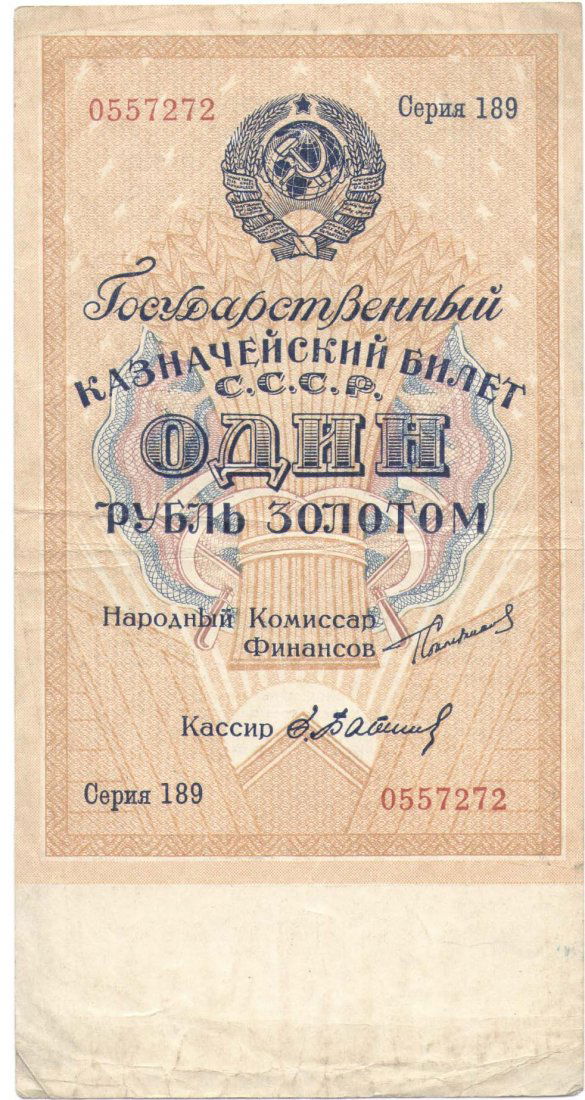 0557272 Серия 189
Государственный
КАЗНАЧЕЙСКИЙ БИЛЕТ
С.С.С.Р.
ОДИН
РУБЛЬ ЗОЛОТОМ
Народный Комиссар
Финансов
Кассир
Серия 189 0557272